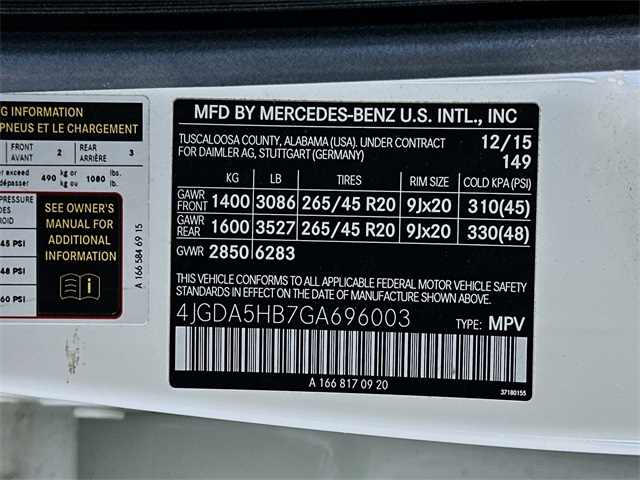 G INFORMATION
PNEUS ET LE CHARGEMENT
FRONT AVANT 2 REAR ARRIÈRE 3
er exceed dépasser 490 kg or kg ou 1080 lbs. lb.
PRESSURE
DES
ROID
45 PSI
48 PSI
60 PSI
SEE OWNER'S
MANUAL FOR
ADDITIONAL
INFORMATION
i
A 166 584 69 15
MFD BY MERCEDES-BENZ U.S. INTL., INC
TUSCALOOSA COUNTY, ALABAMA (USA). UNDER CONTRACT 12/15
FOR DAIMLER AG, STUTTGART (GERMANY) 149
KG LB TIRES RIM SIZE COLD KPA (PSI)
GAWR FRONT 1400 3086 265/45 R20 9Jx20 310(45)
GAWR REAR 1600 3527 265/45 R20 9Jx20 330(48)
GVWR 2850 6283
THIS VEHICLE CONFORMS TO ALL APPLICABLE FEDERAL MOTOR VEHICLE SAFETY
STANDARDS IN EFFECT ON THE DATE OF MANUFACTURE SHOWN ABOVE.
4JGDA5HB7GA696003 TYPE: MPV
A 166 817 09 20
37180155